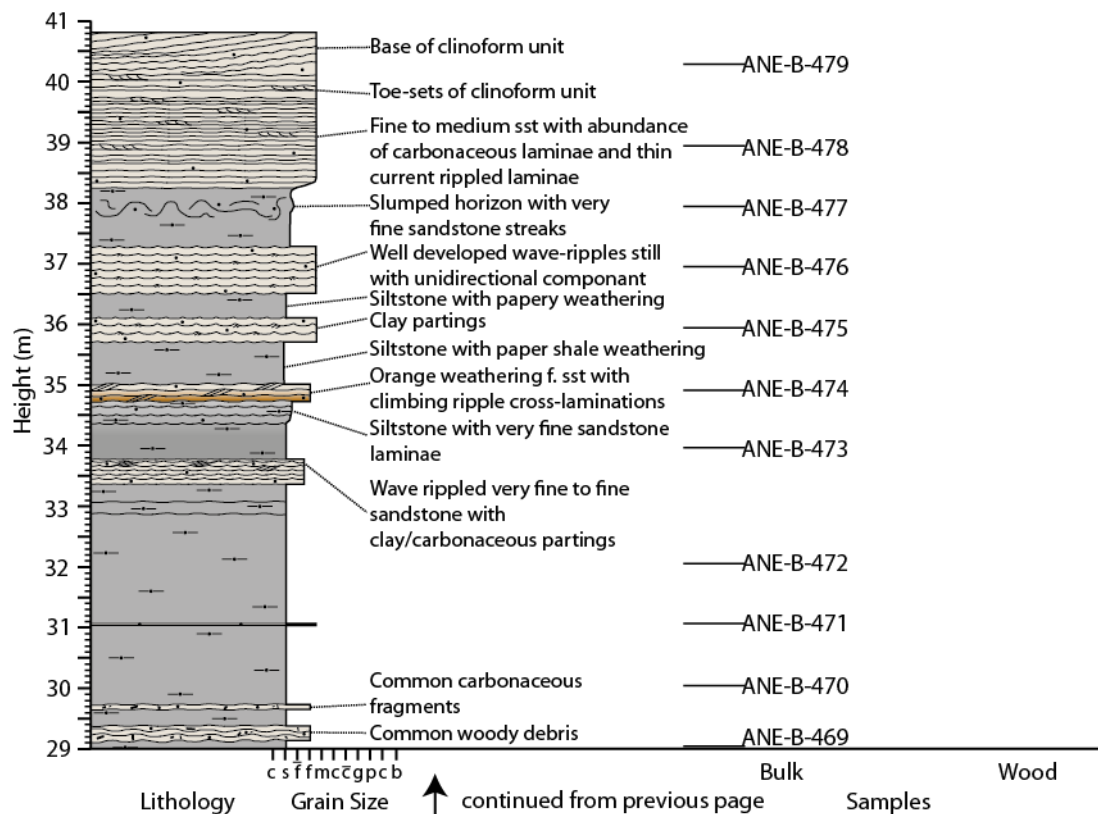 41
40
39
38
37
36
35
34
33
32
31
30
29
Height (m)
Base of clinoform unit
Toe-sets of clinoform unit
Fine to medium sst with abundance
of carbonaceous laminae and thin
current rippled laminae
Slumped horizon with very
fine sandstone streaks
Well developed wave-ripples still
with unidirectional componant
Siltstone with papery weathering
Clay partings
Siltstone with paper shale weathering
Orange weathering f. sst with
climbing ripple cross-laminations
Siltstone with very fine sandstone
laminae
Wave rippled very fine to fine
sandstone with
clay/carbonaceous partings
Common carbonaceous
fragments
Common woody debris
ANE-B-479
ANE-B-478
ANE-B-477
ANE-B-476
ANE-B-475
ANE-B-474
ANE-B-473
ANE-B-472
ANE-B-471
ANE-B-470
ANE-B-469
c s f̅ f m c c̅ g p c b
Bulk Wood
Lithology Grain Size continued from previous page Samples